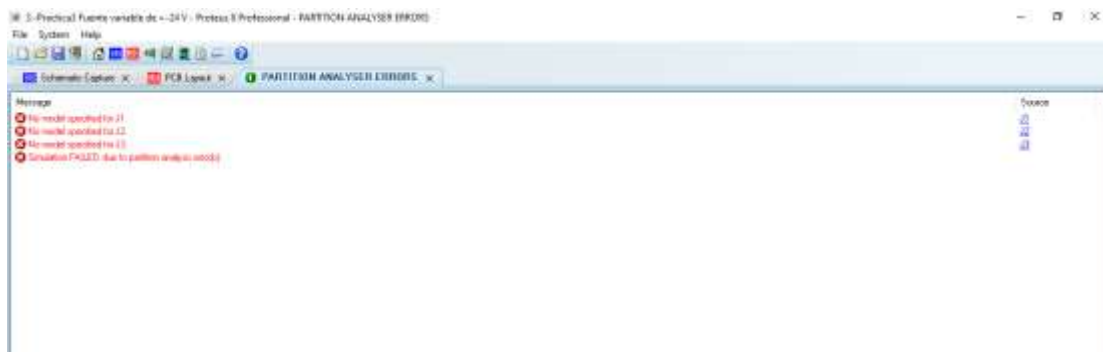 3.-Practica3 Fuente variable de +-24 V - Proteus 8 Professional - PARTITION ANALYSER ERRORS
File System Help
Schematic Capture x PCB Layout x PARTITION ANALYSER ERRORS x
Message Source
No model specified for J1 J1
No model specified for J2 J2
No model specified for J3 J3
Simulation FAILED due to partition analysis error(s)